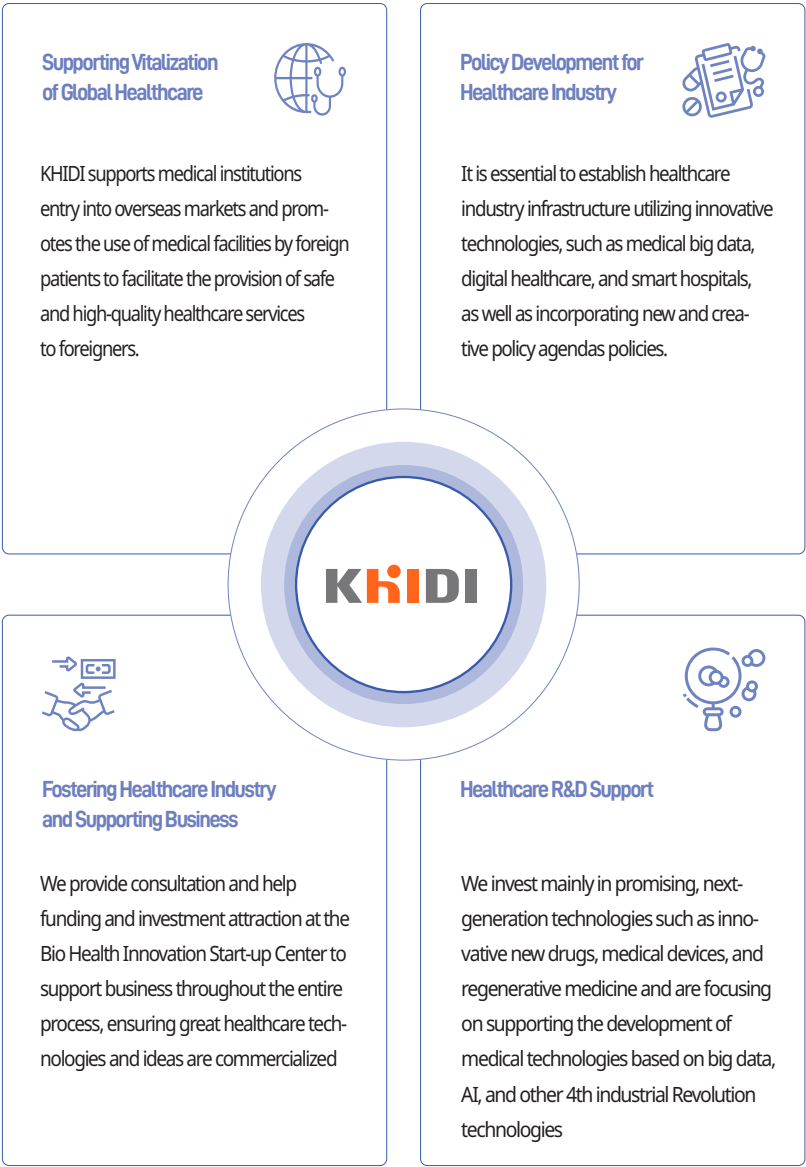 Supporting Vitalization
of Global Healthcare
KHIDI supports medical institutions
entry into overseas markets and prom-
otes the use of medical facilities by foreign
patients to facilitate the provision of safe
and high-quality healthcare services
to foreigners.
Policy Development for
Healthcare Industry
It is essential to establish healthcare
industry infrastructure utilizing innovative
technologies, such as medical big data,
digital healthcare, and smart hospitals,
as well as incorporating new and crea-
tive policy agendas policies.
KHIDI
Fostering Healthcare Industry
and Supporting Business
We provide consultation and help
funding and investment attraction at the
Bio Health Innovation Start-up Center to
support business throughout the entire
process, ensuring great healthcare tech-
nologies and ideas are commercialized
Healthcare R&D Support
We invest mainly in promising, next-
generation technologies such as inno-
vative new drugs, medical devices, and
regenerative medicine and are focusing
on supporting the development of
medical technologies based on big data,
AI, and other 4th industrial Revolution
technologies